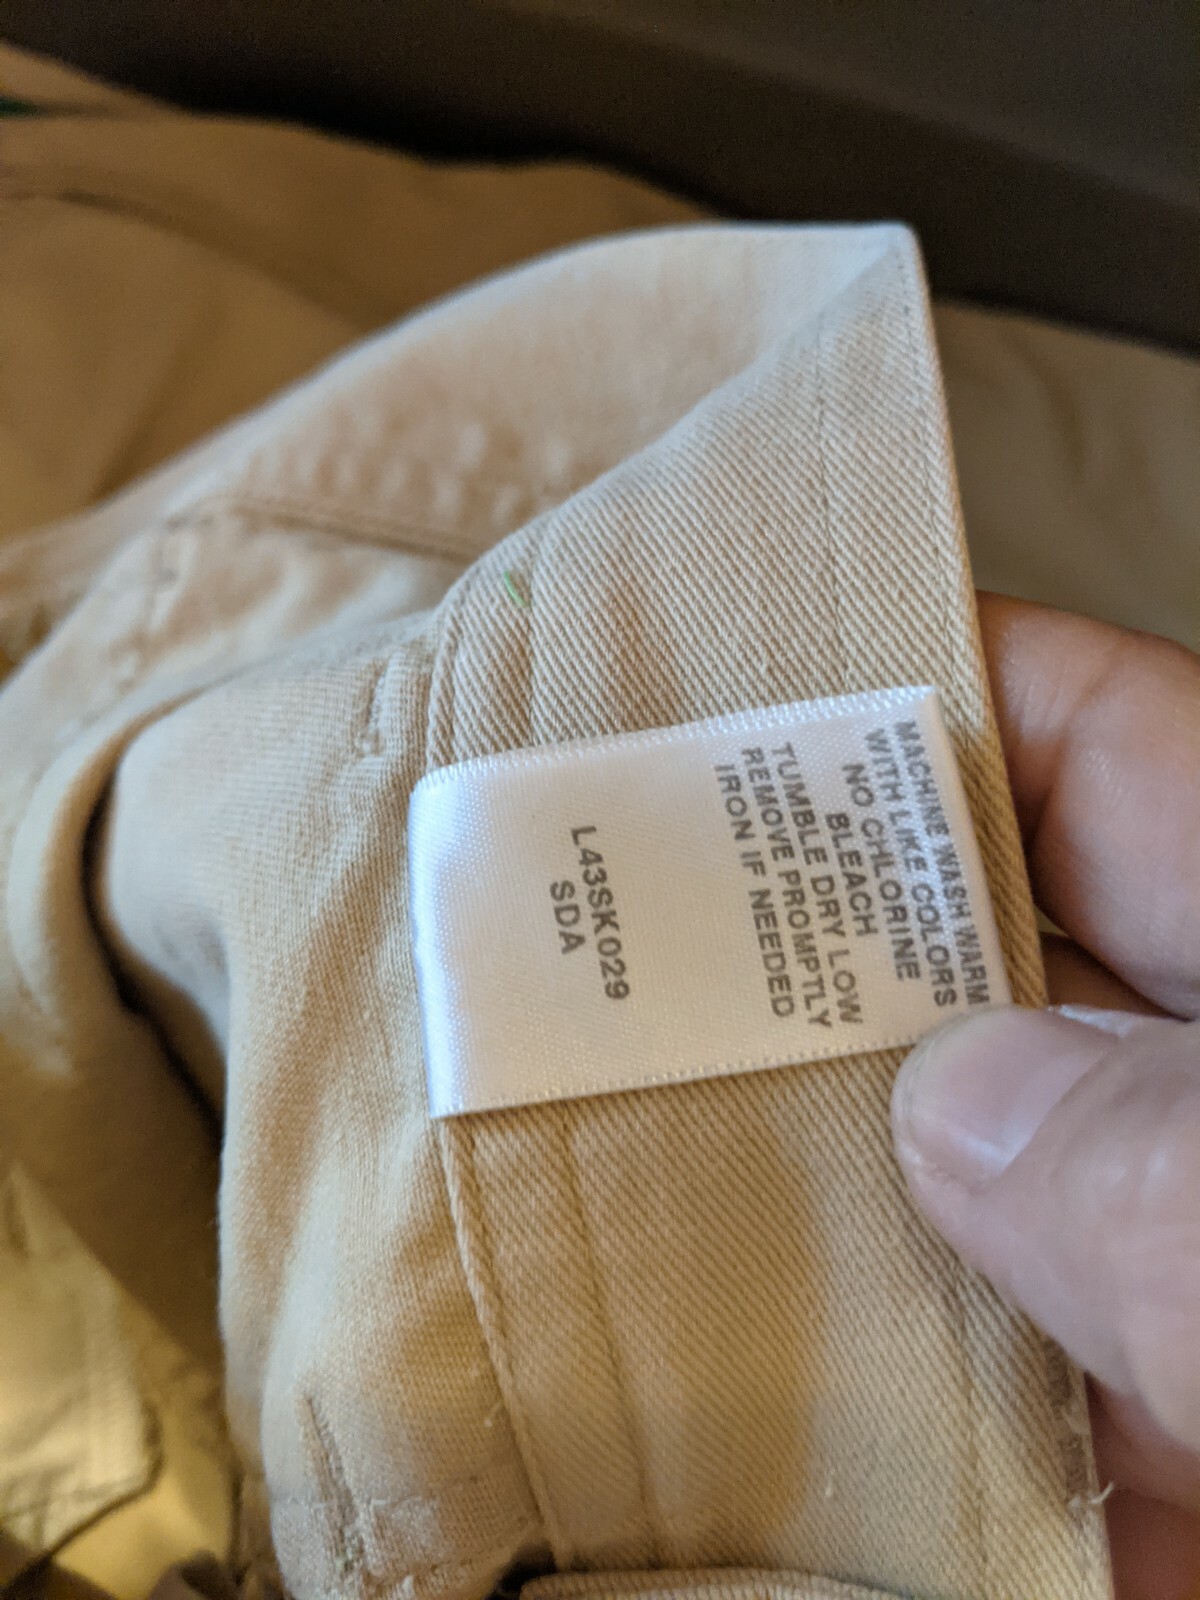 MACHINE WASH WARM
WITH LIKE COLORS
NO CHLORINE
BLEACH
TUMBLE DRY LOW
REMOVE PROMPTLY
IRON IF NEEDED
L43SK029
SDA